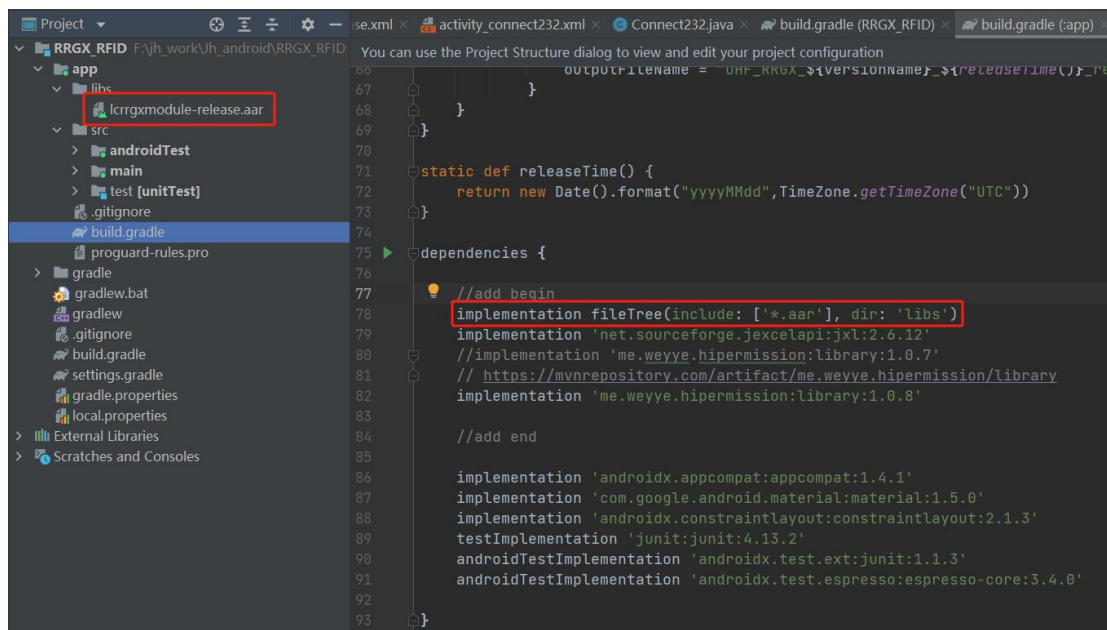 Project
RRGX_RFID F:\jh_work\Jh_android\RRGX_RFID
app
libs
lcrrgxmodule-release.aar
src
androidTest
main
test [unitTest]
.gitignore
build.gradle
proguard-rules.pro
gradle
gradlew.bat
gradlew
.gitignore
build.gradle
settings.gradle
gradle.properties
local.properties
External Libraries
Scratches and Consoles
se.xml activity_connect232.xml Connect232.java build.gradle (RRGX_RFID) build.gradle (:app)
You can use the Project Structure dialog to view and edit your project configuration
66 outputFileName = "UHF_RRGX_${versionName}_${releaseTime()}_re
67 }
68 }
69 }
70
71 static def releaseTime() {
72 return new Date().format("yyyyMMdd",TimeZone.getTimeZone("UTC"))
73 }
74
75 dependencies {
76
77 //add begin
78 implementation fileTree(include: ['*.aar'], dir: 'libs')
79 implementation 'net.sourceforge.jexcelapi:jxl:2.6.12'
80 //implementation 'me.weyye.hipermission:library:1.0.7'
81 // https://mvnrepository.com/artifact/me.weyye.hipermission/library
82 implementation 'me.weyye.hipermission:library:1.0.8'
83
84 //add end
85
86 implementation 'androidx.appcompat:appcompat:1.4.1'
87 implementation 'com.google.android.material:material:1.5.0'
88 implementation 'androidx.constraintlayout:constraintlayout:2.1.3'
89 testImplementation 'junit:junit:4.13.2'
90 androidTestImplementation 'androidx.test.ext:junit:1.1.3'
91 androidTestImplementation 'androidx.test.espresso:espresso-core:3.4.0'
92
93 }